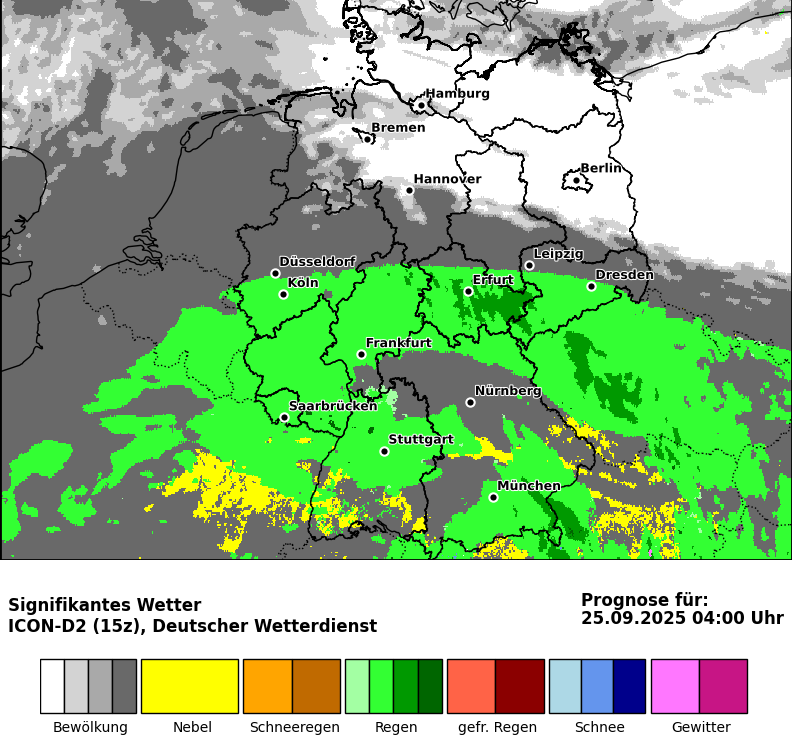 Hamburg
Bremen
Berlin
Hannover
Leipzig
Düsseldorf
Dresden
Köln
Erfurt
Frankfurt
Nürnberg
Saarbrücken
Stuttgart
München
Signifikantes Wetter
ICON-D2 (15z), Deutscher Wetterdienst
Prognose für:
25.09.2025 04:00 Uhr
Bewölkung
Nebel
Schneeregen
Regen
gefr. Regen
Schnee
Gewitter